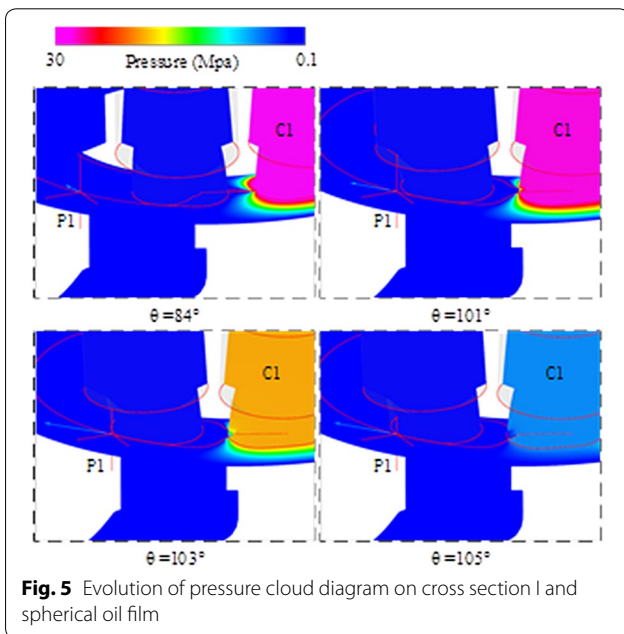 30 Pressure (Mpa) 0.1
C1 C1
P1 P1
θ=84° θ=101°
C1 C1
P1 P1
θ=103° θ=105°
Fig. 5 Evolution of pressure cloud diagram on cross section I and
spherical oil film